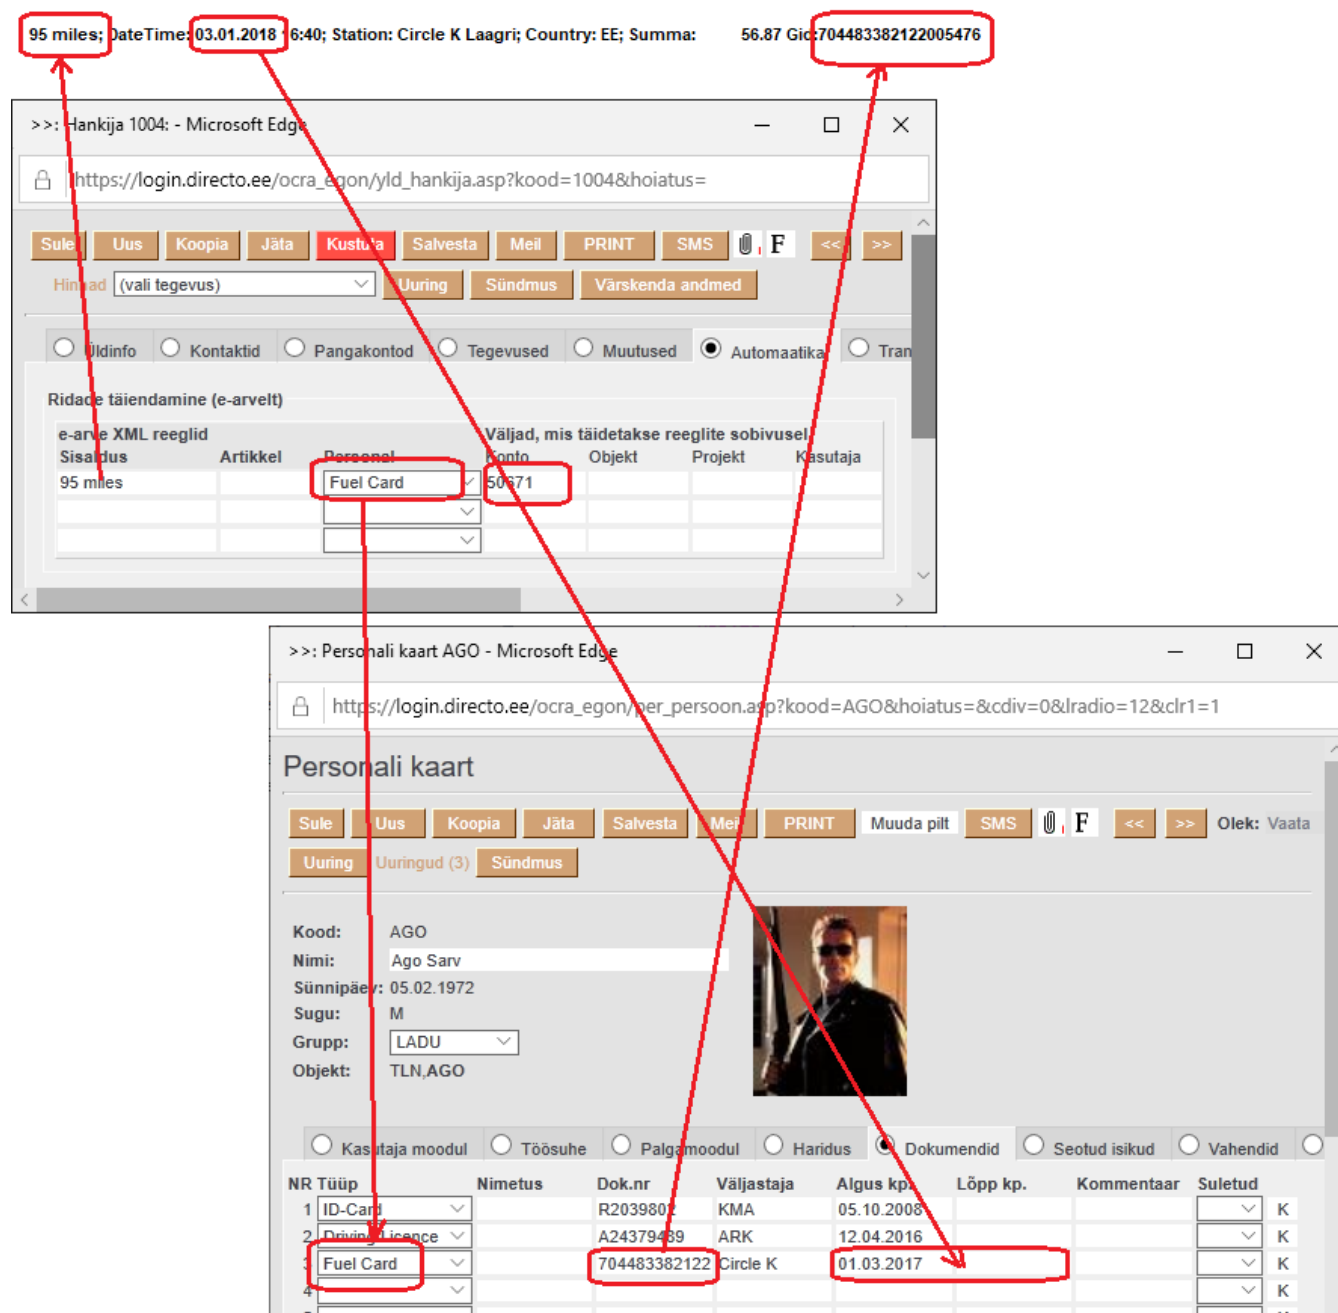 95 miles; DateTime: 03.01.2018 16:40; Station: Circle K Laagri; Country: EE; Summa: 56.87 Gid:704483382122005476
>>: Hankija 1004: - Microsoft Edge
https://login.directo.ee/ocra_egon/yld_hankija.asp?kood=1004&hoiatus=
Sule Uus Koopia Jäta Kustuta Salvesta Meil PRINT SMS F << >>
Hinnad (vali tegevus) Uuring Sündmus Värskenda andmed
Üldinfo Kontaktid Pangakontod Tegevused Muutused Automaatika Tran
Ridade täiendamine (e-arvelt)
e-arve XML reeglid Väljad, mis täidetakse reeglite sobivusel
Sisaldus Artikkel Personal Konto Objekt Projekt Kasutaja
95 miles Fuel Card 50671
>>: Personali kaart AGO - Microsoft Edge
https://login.directo.ee/ocra_egon/per_persoon.asp?kood=AGO&hoiatus=&cdiv=0&lradio=12&clr1=1
Personali kaart
Sule Uus Koopia Jäta Salvesta Meil PRINT Muuda pilt SMS F << >> Olek: Vaata
Uuring Uuringud (3) Sündmus
Kood: AGO
Nimi: Ago Sarv
Sünnipäev: 05.02.1972
Sugu: M
Grupp: LADU
Objekt: TLN,AGO
Kasutaja moodul Töösuhe Palgamoodul Haridus Dokumendid Seotud isikud Vahendid
NR Tüüp Nimetus Dok.nr Väljastaja Algus kp. Lõpp kp. Kommentaar Suletud
1 ID-Card R2039802 KMA 05.10.2008 K
2 Driving Licence A24379489 ARK 12.04.2016 K
3 Fuel Card 704483382122 Circle K 01.03.2017 K
4 K